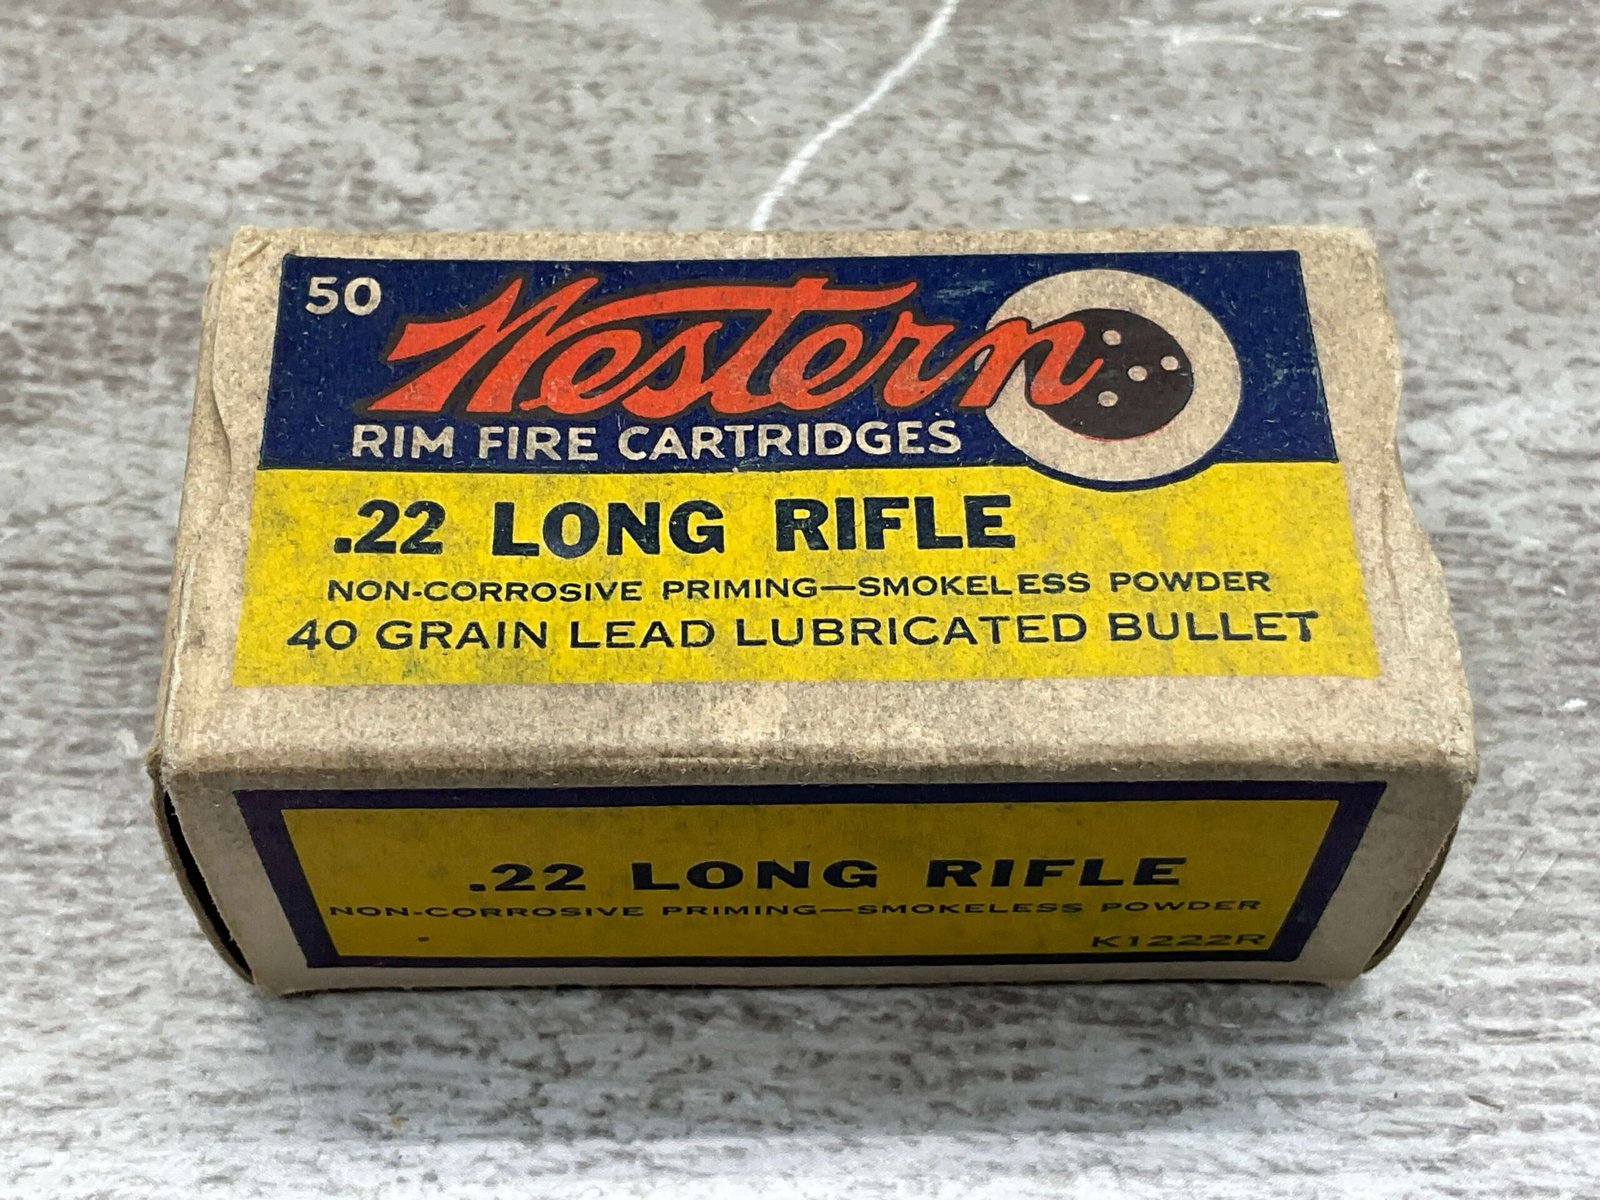 50
Western
RIM FIRE CARTRIDGES
.22 LONG RIFLE
NON-CORROSIVE PRIMING—SMOKELESS POWDER
40 GRAIN LEAD LUBRICATED BULLET
.22 LONG RIFLE
NON-CORROSIVE PRIMING—SMOKELESS POWDER
K1222R